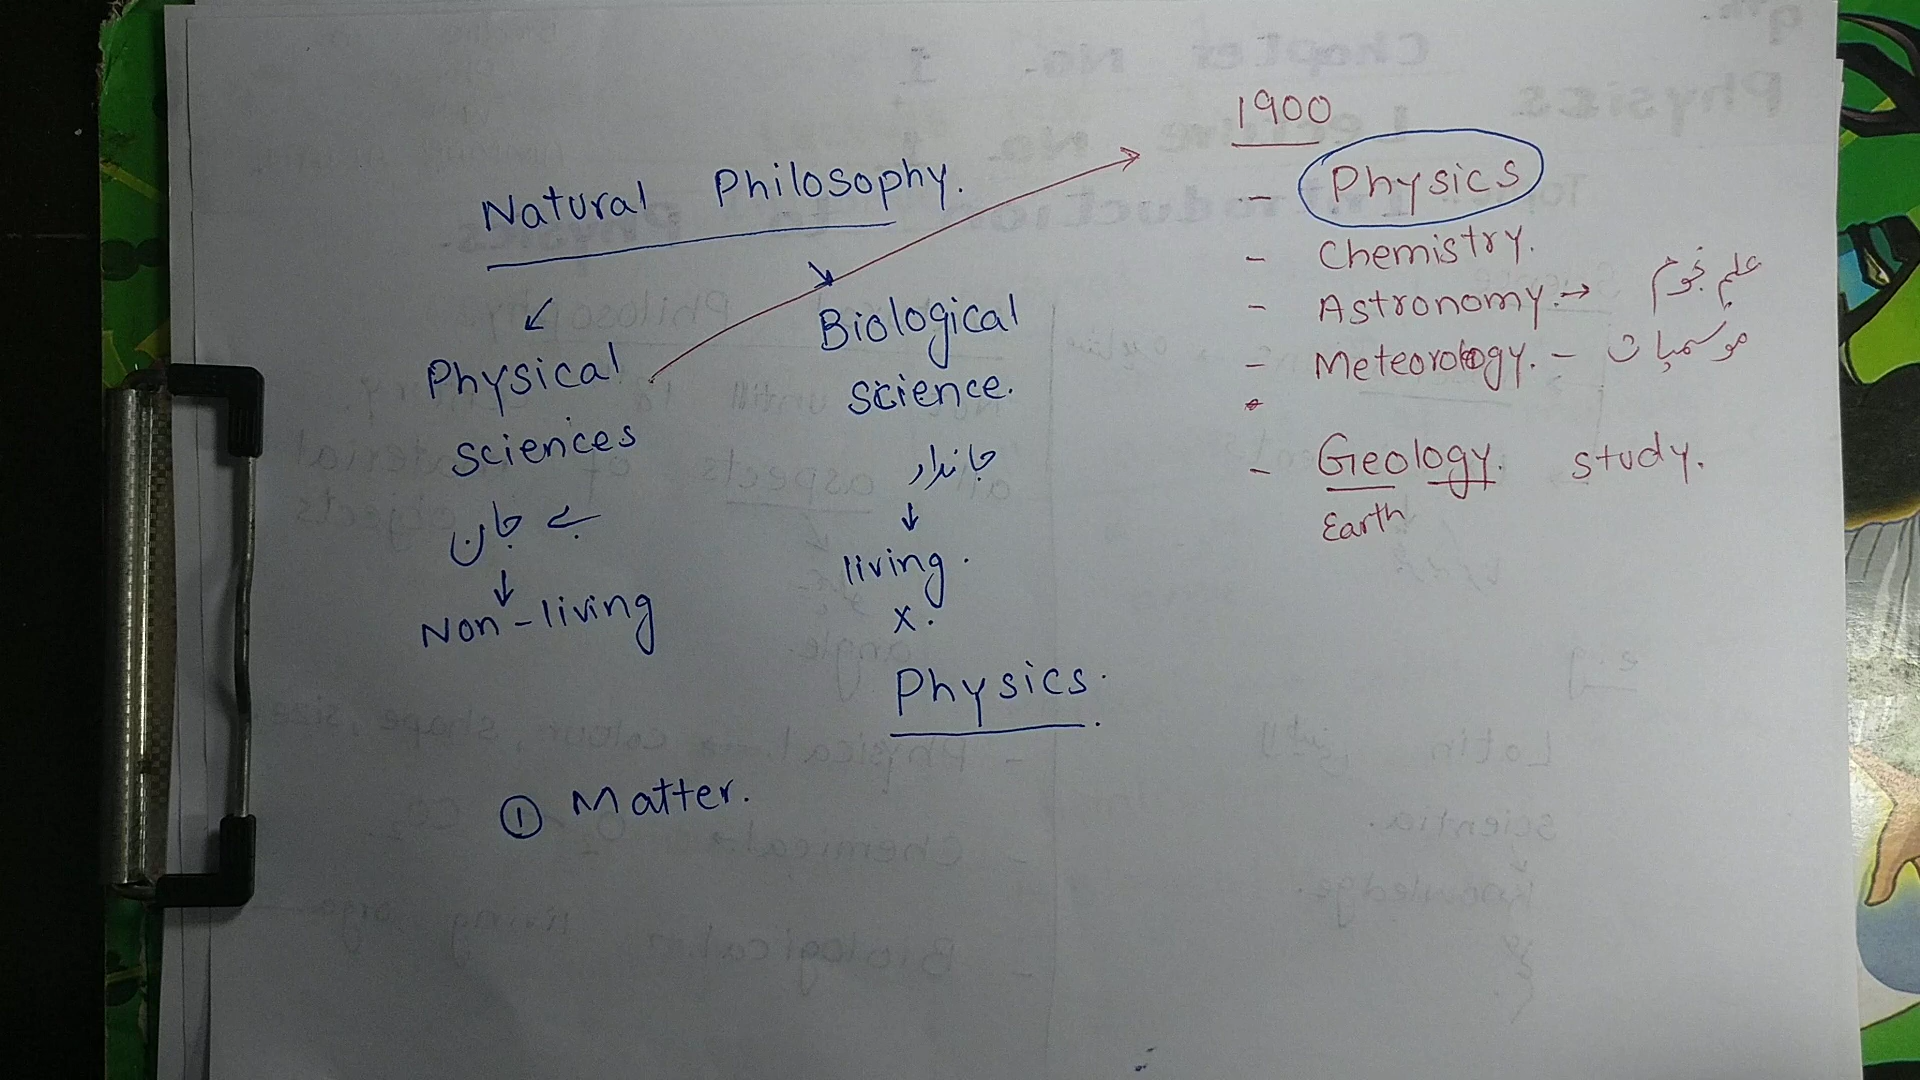 Natural Philosophy.
Physical
sciences
بے جان
↓
Non-living
Biological
science.
جاندار
↓
living.
x.
1900
- Physics
- Chemistry.
- Astronomy.→ علم نجوم
- Meteorology. - موسمیات
- Geology. study.
Earth
Physics.
① Matter.